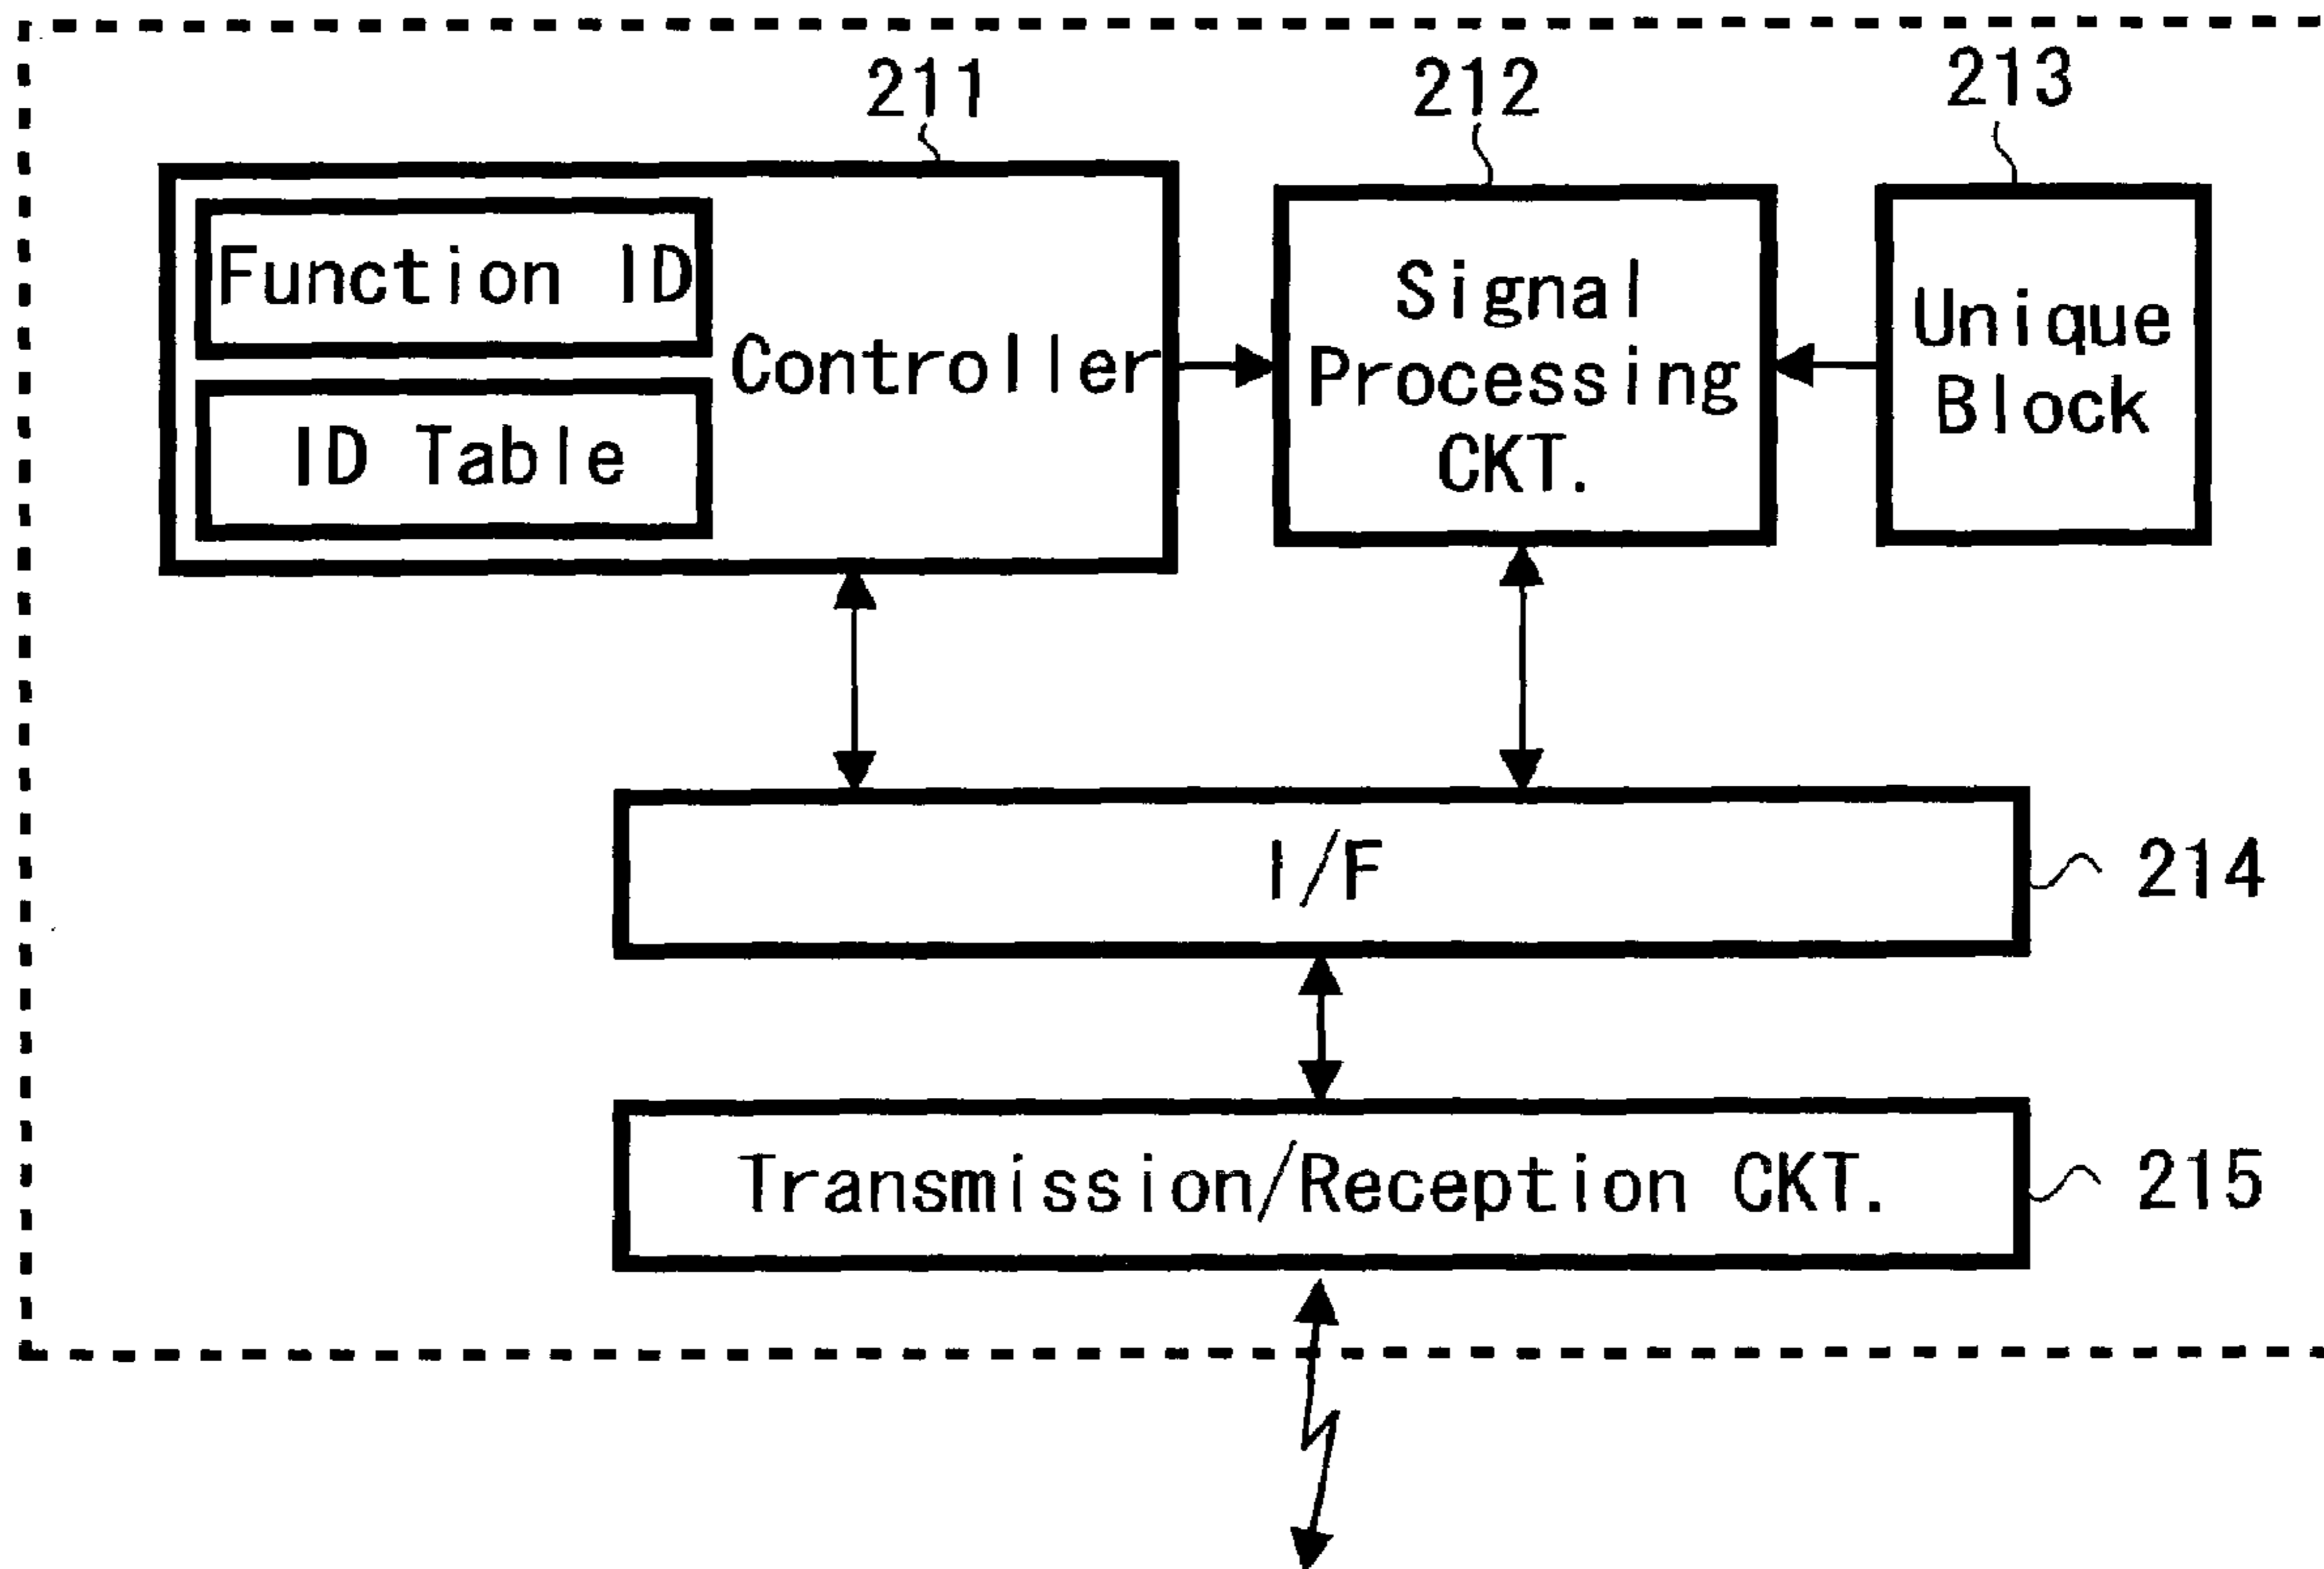 211
212
213
Function ID
ID Table
Controller
Signal
Processing
CKT.
Unique
Block
I/F
214
Transmission/Reception CKT.
215